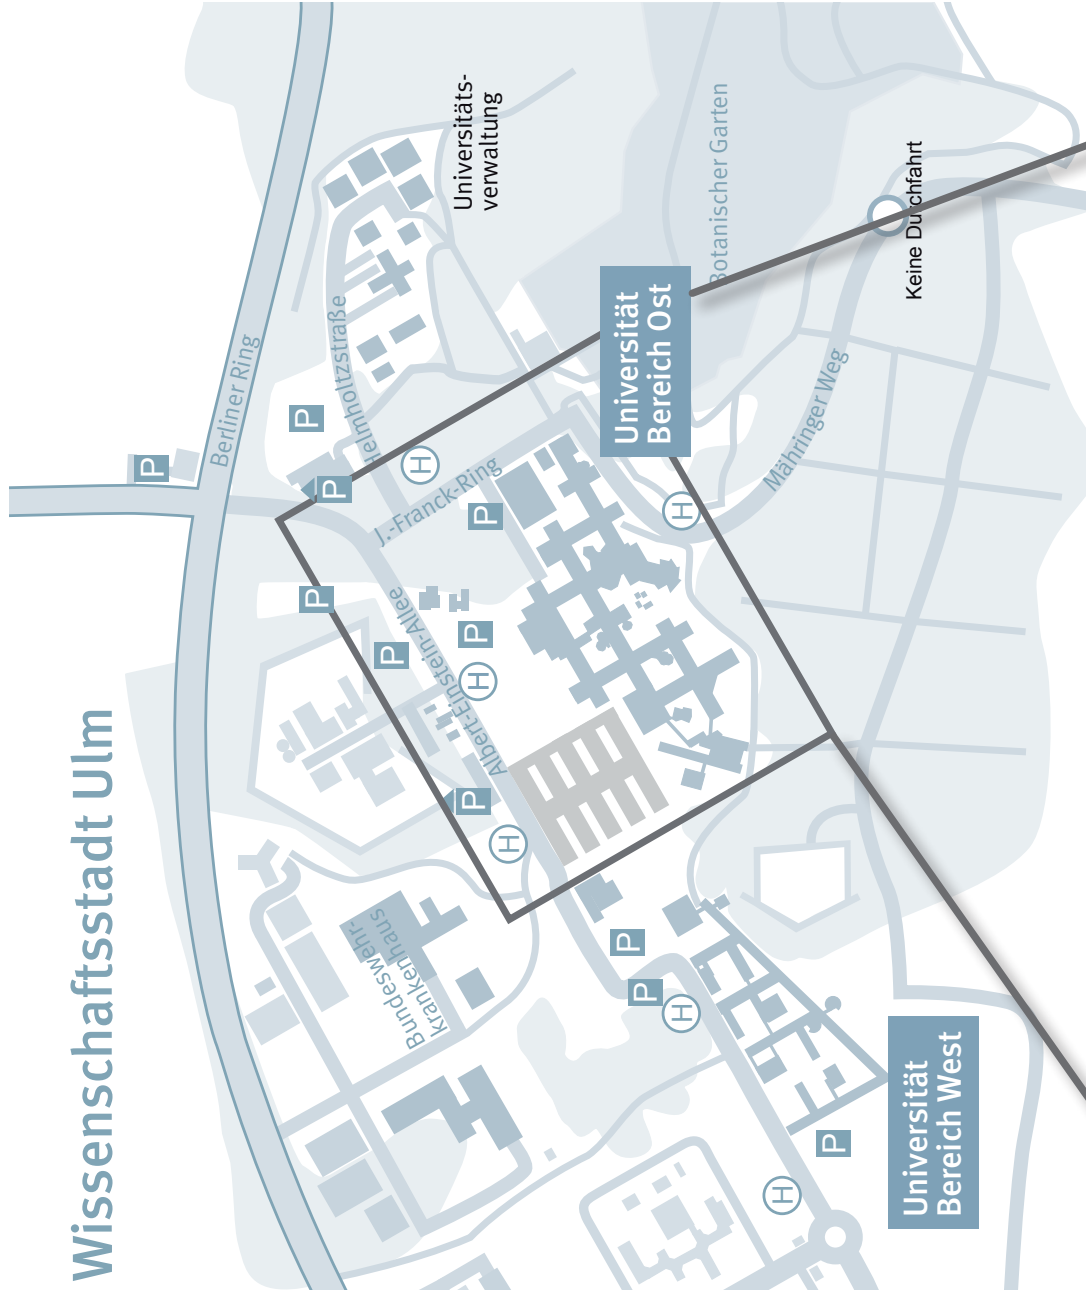 Wissenschaftsstadt Ulm
P
Berliner Ring
P
P
P
P
P
P
P
P
P
P
P
Helmholtzstraße
Universitäts-
verwaltung
J.-Franck-Ring
Albert-Einstein-Allee
H
H
H
H
H
H
Bundeswehr-
krankenhaus
Universität
Bereich Ost
Botanischer Garten
Mähringer Weg
Keine Durchfahrt
Universität
Bereich West